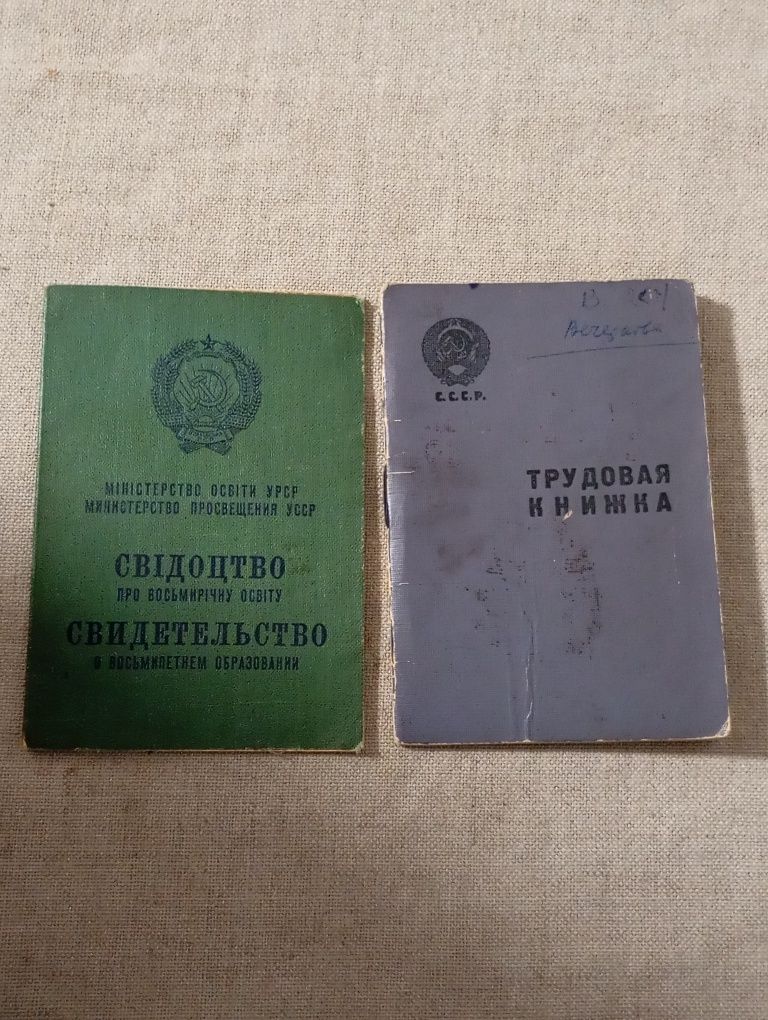 МІНІСТЕРСТВО ОСВІТИ УРСР
МИНИСТЕРСТВО ПРОСВЕЩЕНИЯ УССР
СВІДОЦТВО
ПРО ВОСЬМИРІЧНУ ОСВІТУ
СВИДЕТЕЛЬСТВО
О ВОСЬМИЛЕТНЕМ ОБРАЗОВАНИИ
С.С.С.Р.
ТРУДОВАЯ
КНИЖКА